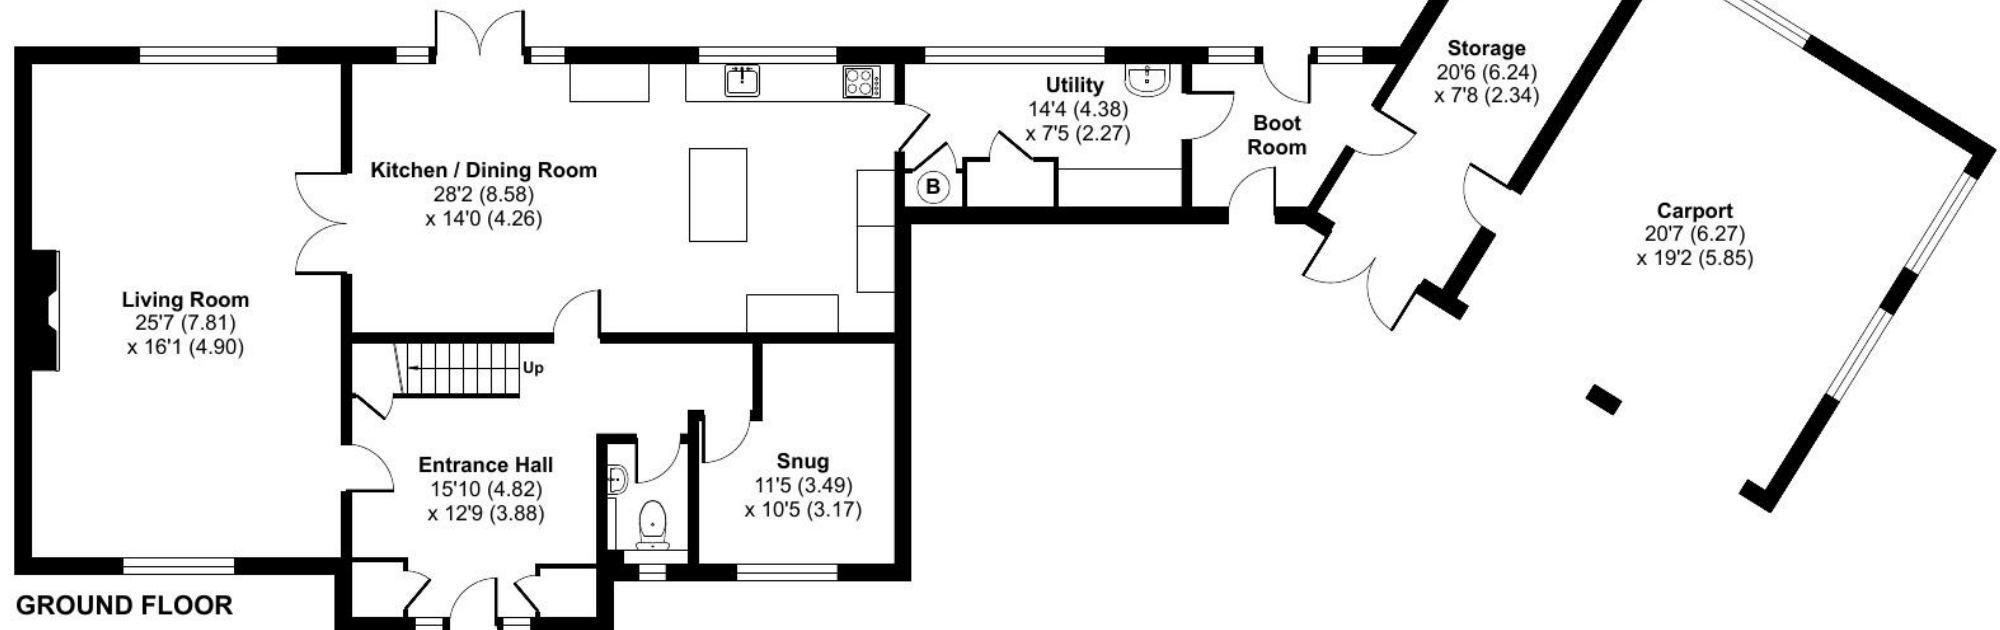 Storage
20'6 (6.24)
x 7'8 (2.34)
Utility
14'4 (4.38)
x 7'5 (2.27)
Boot
Room
Kitchen / Dining Room
28'2 (8.58)
x 14'0 (4.26)
B
Carport
20'7 (6.27)
x 19'2 (5.85)
Living Room
25'7 (7.81)
x 16'1 (4.90)
Up
Entrance Hall
15'10 (4.82)
x 12'9 (3.88)
Snug
11'5 (3.49)
x 10'5 (3.17)
GROUND FLOOR